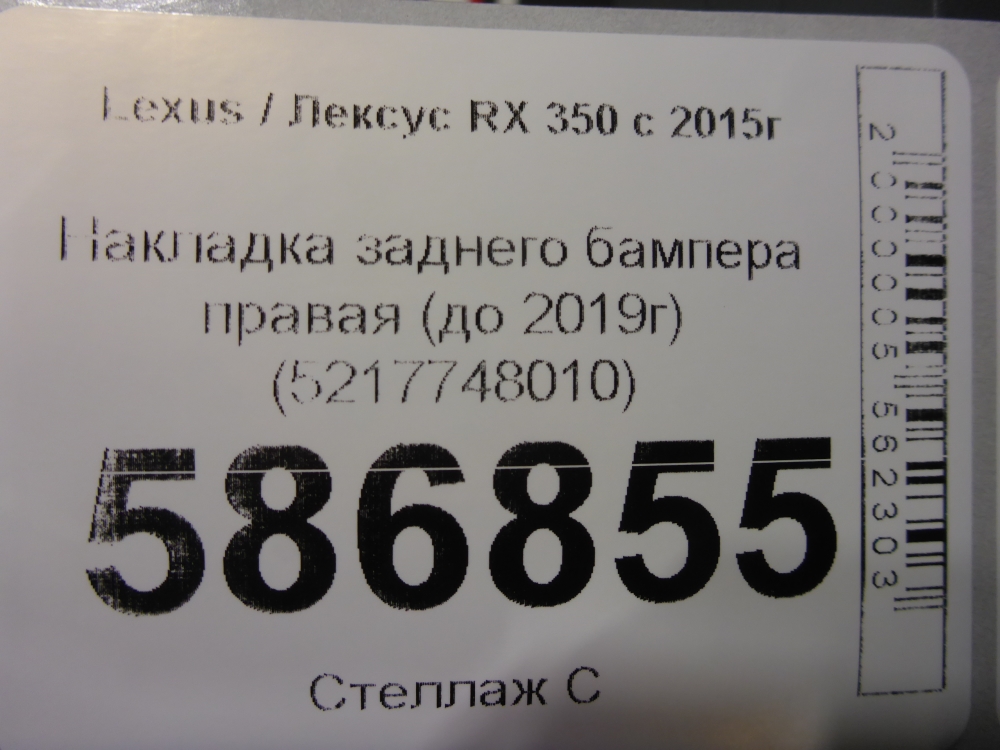 Lexus / Лексус RX 350 с 2015г
Накладка заднего бампера
правая (до 2019г)
(5217748010)
586855
Стеллаж С
2000005562303